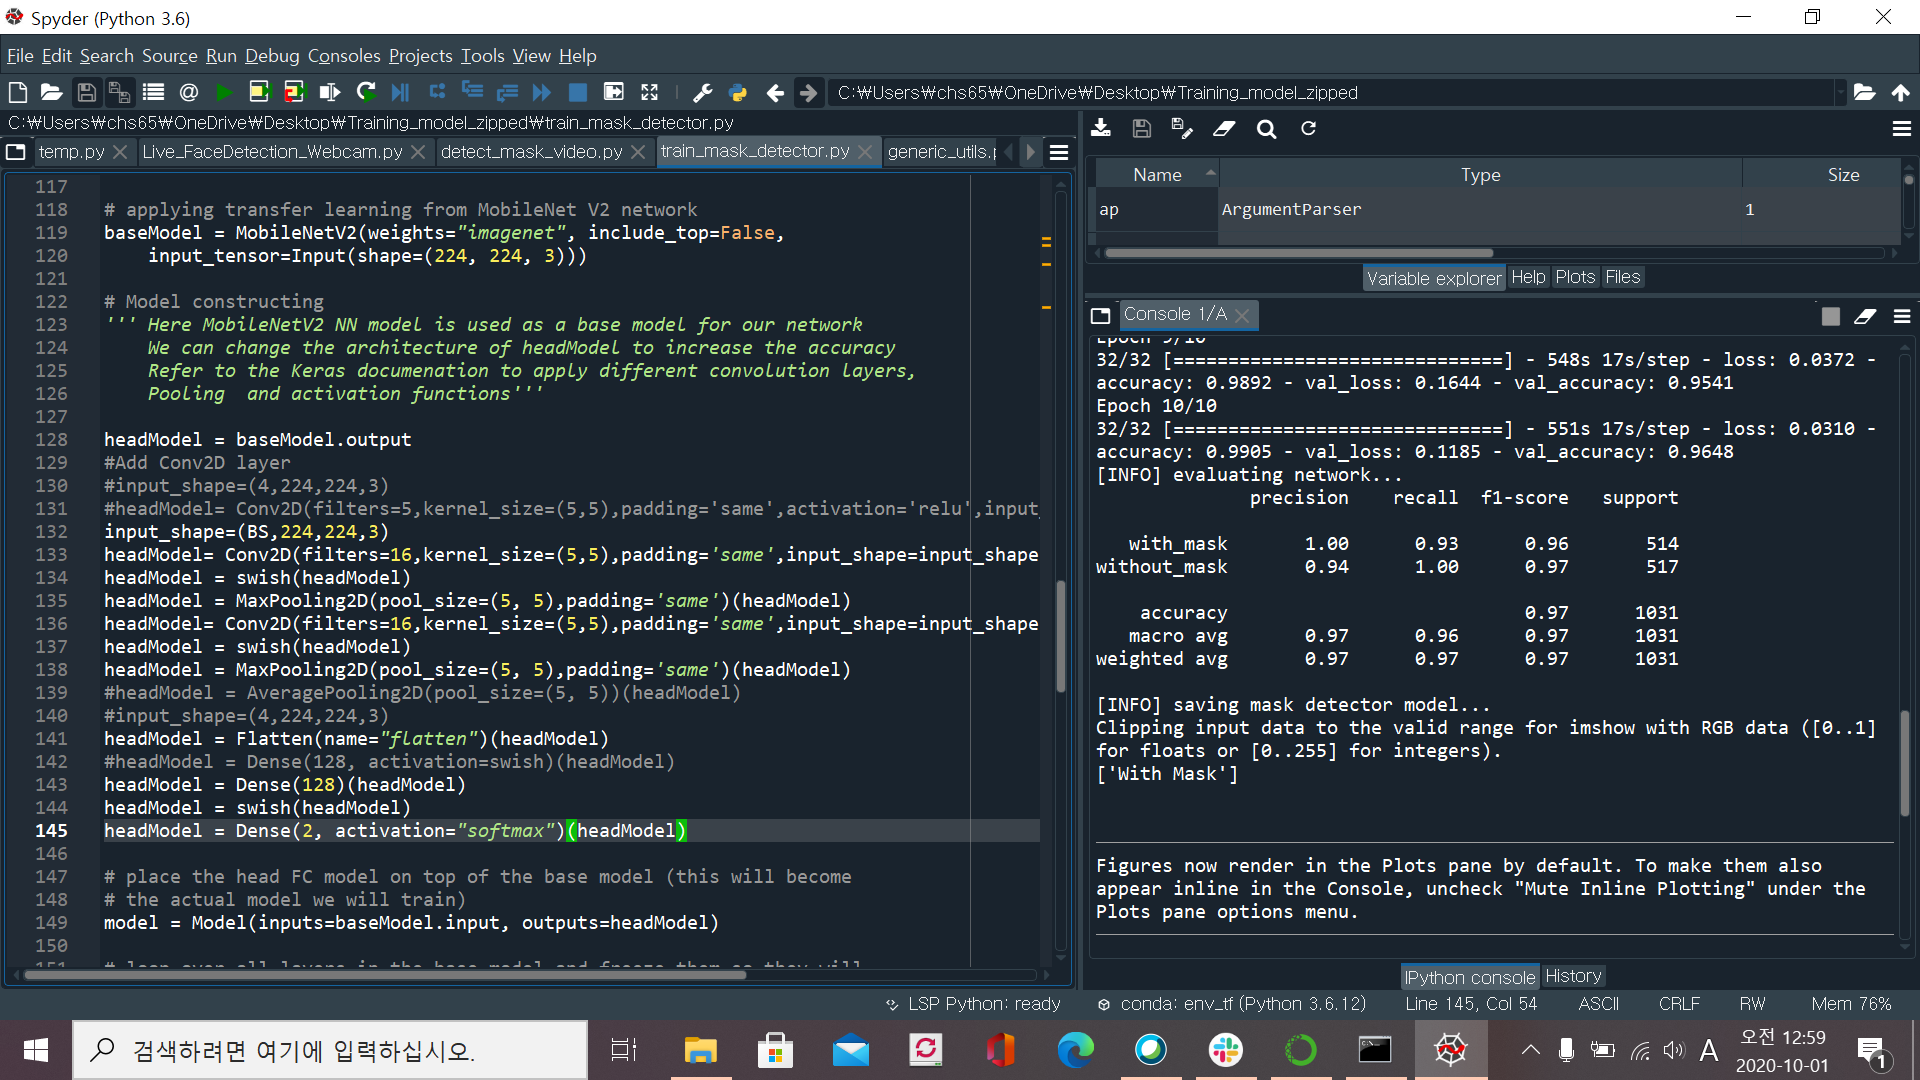 Spyder (Python 3.6)
File Edit Search Source Run Debug Consoles Projects Tools View Help
C:₩Users₩chs65₩OneDrive₩Desktop₩Training_model_zipped
C:₩Users₩chs65₩OneDrive₩Desktop₩Training_model_zipped₩train_mask_detector.py
temp.py Live_FaceDetection_Webcam.py detect_mask_video.py train_mask_detector.py generic_utils.
117
118 # applying transfer learning from MobileNet V2 network
119 baseModel = MobileNetV2(weights="imagenet", include_top=False,
120 input_tensor=Input(shape=(224, 224, 3)))
121
122 # Model constructing
123 ''' Here MobileNetV2 NN model is used as a base model for our network
124 We can change the architecture of headModel to increase the accuracy
125 Refer to the Keras documenation to apply different convolution layers,
126 Pooling  and activation functions'''
127
128 headModel = baseModel.output
129 #Add Conv2D layer
130 #input_shape=(4,224,224,3)
131 #headModel= Conv2D(filters=5,kernel_size=(5,5),padding='same',activation='relu',input_
132 input_shape=(BS,224,224,3)
133 headModel= Conv2D(filters=16,kernel_size=(5,5),padding='same',input_shape=input_shape
134 headModel = swish(headModel)
135 headModel = MaxPooling2D(pool_size=(5, 5),padding='same')(headModel)
136 headModel= Conv2D(filters=16,kernel_size=(5,5),padding='same',input_shape=input_shape
137 headModel = swish(headModel)
138 headModel = MaxPooling2D(pool_size=(5, 5),padding='same')(headModel)
139 #headModel = AveragePooling2D(pool_size=(5, 5))(headModel)
140 #input_shape=(4,224,224,3)
141 headModel = Flatten(name="flatten")(headModel)
142 #headModel = Dense(128, activation=swish)(headModel)
143 headModel = Dense(128)(headModel)
144 headModel = swish(headModel)
145 headModel = Dense(2, activation="softmax")(headModel)
146
147 # place the head FC model on top of the base model (this will become
148 # the actual model we will train)
149 model = Model(inputs=baseModel.input, outputs=headModel)
150
151 # loop over all layers in the base model and freeze them so they will
Name Type Size
ap ArgumentParser 1
Variable explorer Help Plots Files
Console 1/A
Epoch 9/10
32/32 [==============================] - 548s 17s/step - loss: 0.0372 -
accuracy: 0.9892 - val_loss: 0.1644 - val_accuracy: 0.9541
Epoch 10/10
32/32 [==============================] - 551s 17s/step - loss: 0.0310 -
accuracy: 0.9905 - val_loss: 0.1185 - val_accuracy: 0.9648
[INFO] evaluating network...
precision recall f1-score support
with_mask 1.00 0.93 0.96 514
without_mask 0.94 1.00 0.97 517
accuracy 0.97 1031
macro avg 0.97 0.96 0.97 1031
weighted avg 0.97 0.97 0.97 1031
[INFO] saving mask detector model...
Clipping input data to the valid range for imshow with RGB data ([0..1]
for floats or [0..255] for integers).
['With Mask']
Figures now render in the Plots pane by default. To make them also
appear inline in the Console, uncheck "Mute Inline Plotting" under the
Plots pane options menu.
IPython console History
LSP Python: ready conda: env_tf (Python 3.6.12) Line 145, Col 54 ASCII CRLF RW Mem 76%
검색하려면 여기에 입력하십시오.
A
오전 12:59
2020-10-01
1